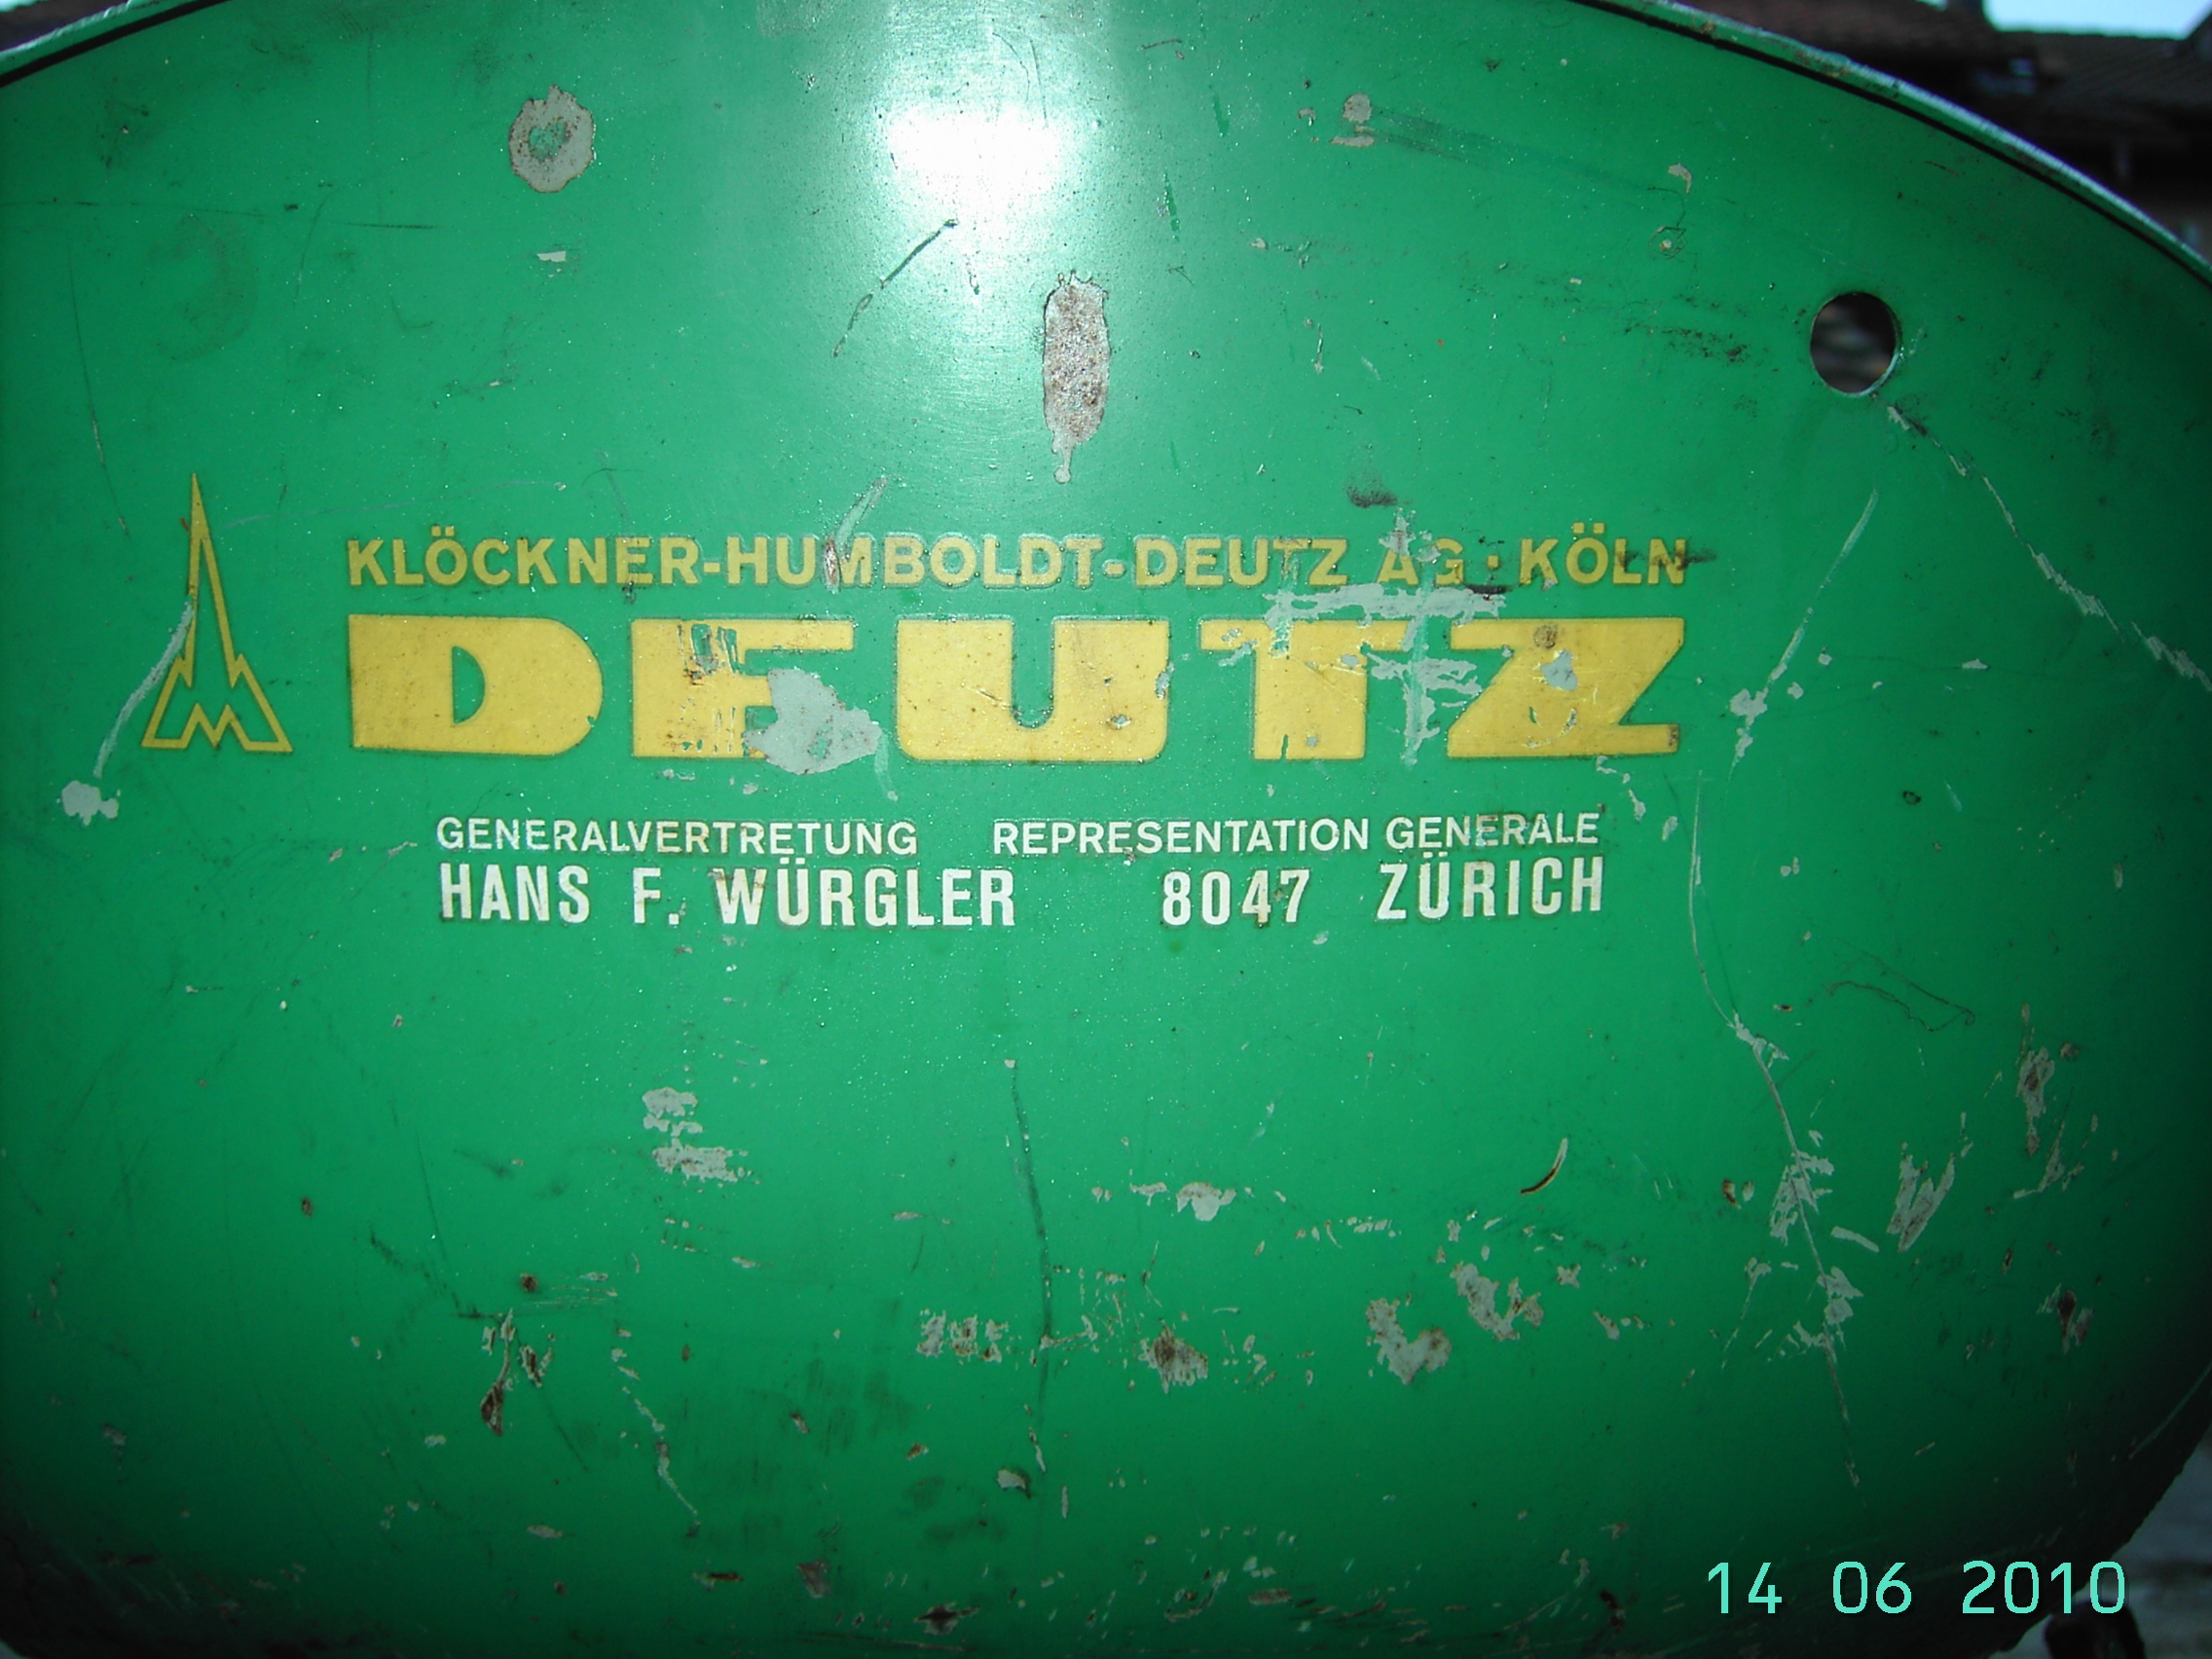 KLÖCKNER-HUMBOLDT-DEUTZ AG · KÖLN
DEUTZ
GENERALVERTRETUNG REPRESENTATION GENERALE
HANS F. WÜRGLER 8047 ZÜRICH
14 06 2010